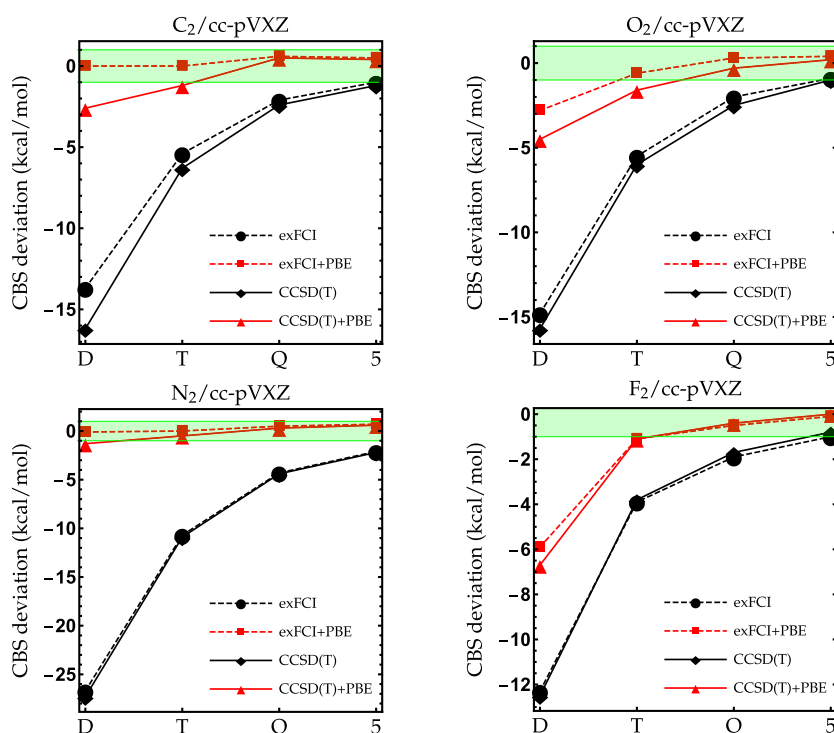 C₂/cc-pVXZ
CBS deviation (kcal/mol)
0
−5
−10
−15
exFCI
exFCI+PBE
CCSD(T)
CCSD(T)+PBE
D T Q 5
O₂/cc-pVXZ
CBS deviation (kcal/mol)
0
−5
−10
−15
exFCI
exFCI+PBE
CCSD(T)
CCSD(T)+PBE
D T Q 5
N₂/cc-pVXZ
CBS deviation (kcal/mol)
0
−5
−10
−15
−20
−25
exFCI
exFCI+PBE
CCSD(T)
CCSD(T)+PBE
D T Q 5
F₂/cc-pVXZ
CBS deviation (kcal/mol)
0
−2
−4
−6
−8
−10
−12
exFCI
exFCI+PBE
CCSD(T)
CCSD(T)+PBE
D T Q 5